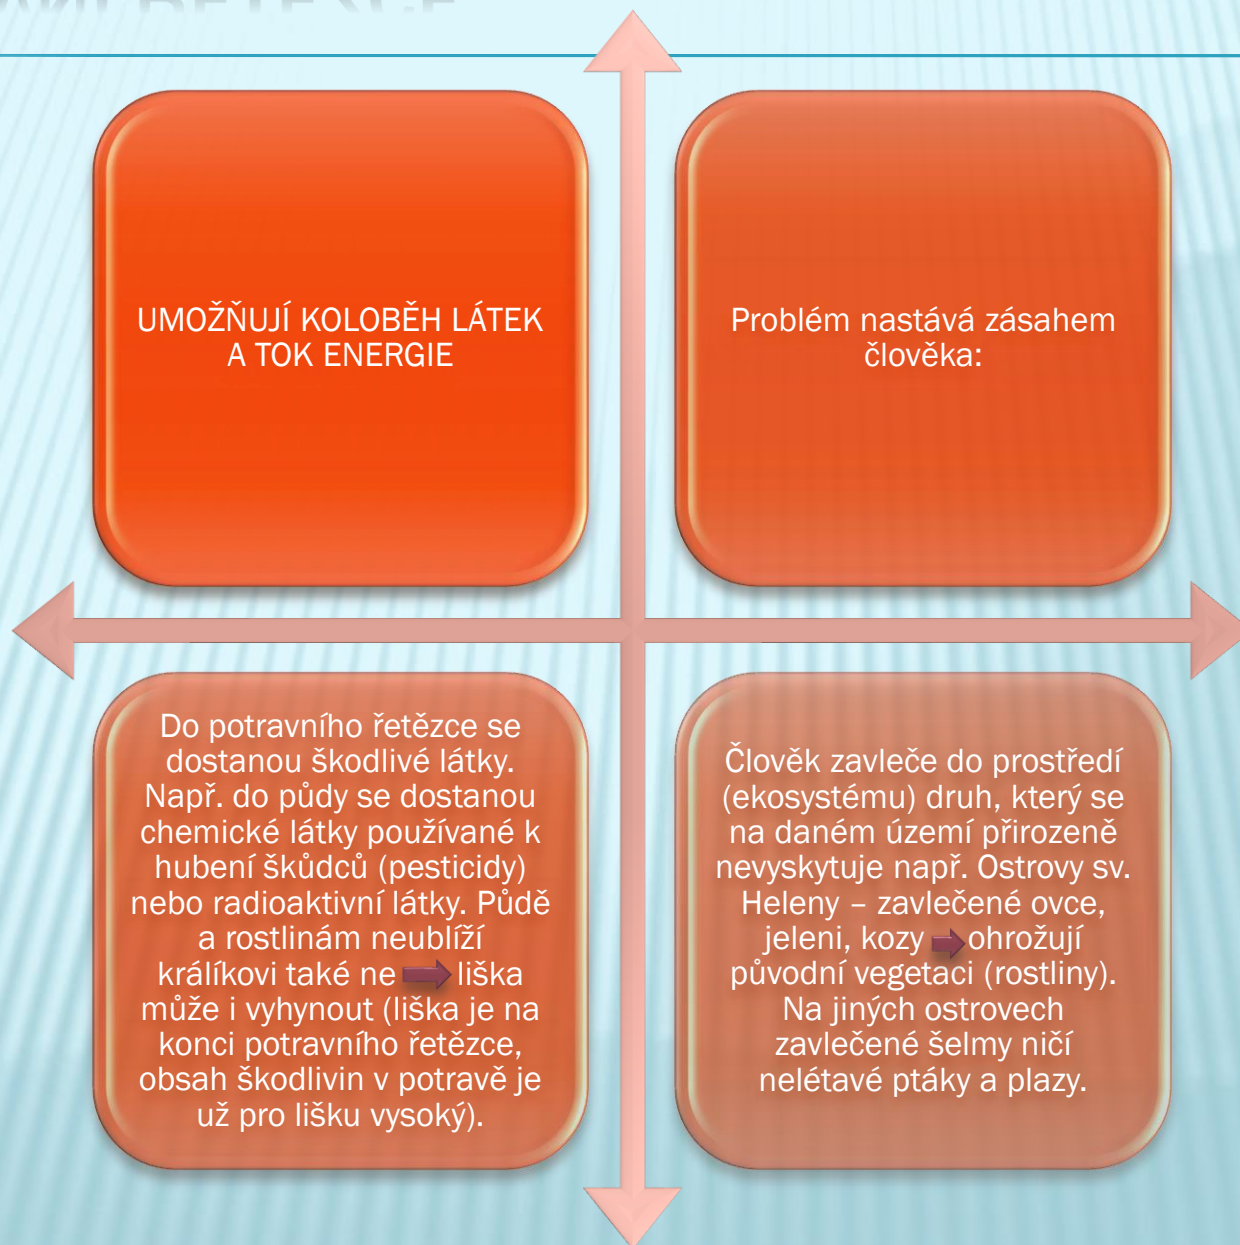 UMOŽŇUJÍ KOLOBĚH LÁTEK
A TOK ENERGIE
Problém nastává zásahem
člověka:
Do potravního řetězce se
dostanou škodlivé látky.
Např. do půdy se dostanou
chemické látky používané k
hubení škůdců (pesticidy)
nebo radioaktivní látky. Půdě
a rostlinám neublíží
králíkovi také ne liška
může i vyhynout (liška je na
konci potravního řetězce,
obsah škodlivin v potravě je
už pro lišku vysoký).
Člověk zavleče do prostředí
(ekosystému) druh, který se
na daném území přirozeně
nevyskytuje např. Ostrovy sv.
Heleny – zavlečené ovce,
jeleni, kozy ohrožují
původní vegetaci (rostliny).
Na jiných ostrovech
zavlečené šelmy ničí
nelétavé ptáky a plazy.